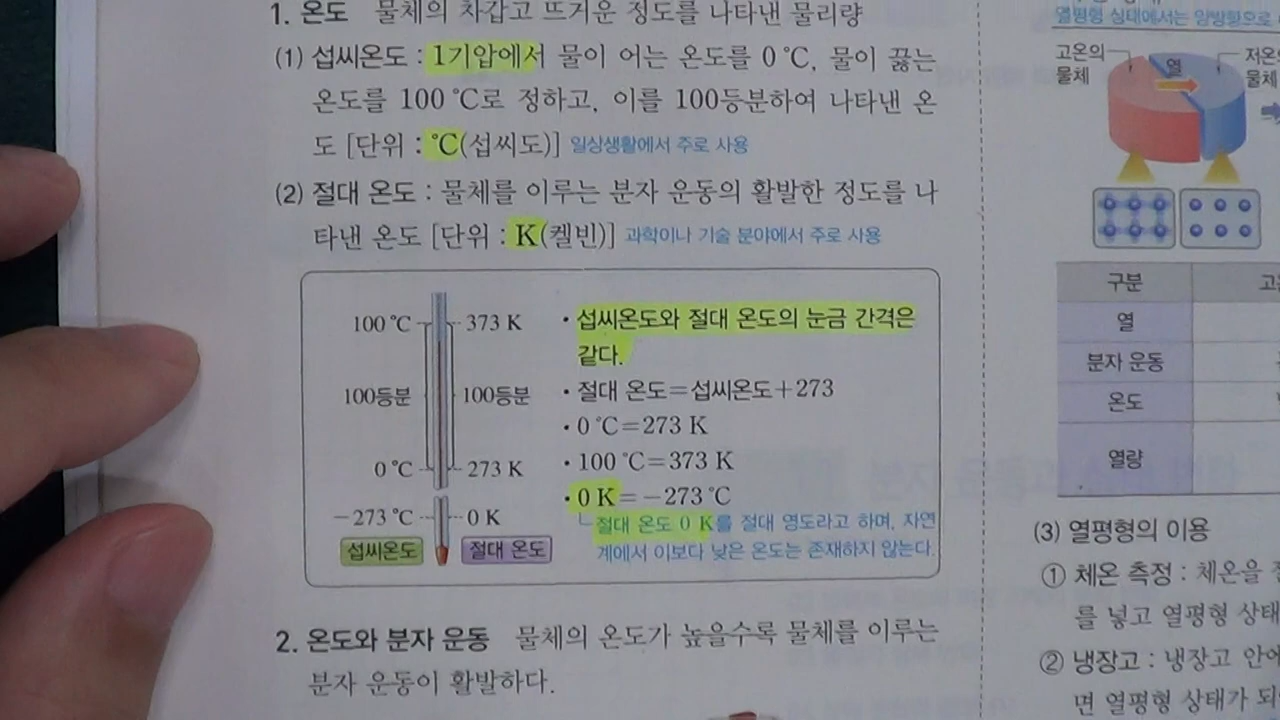 1. 온도 물체의 차갑고 뜨거운 정도를 나타낸 물리량
(1) 섭씨온도 : 1기압에서 물이 어는 온도를 0 ℃, 물이 끓는
온도를 100 ℃로 정하고, 이를 100등분하여 나타낸 온
도 [단위 : ℃(섭씨도)] 일상생활에서 주로 사용
(2) 절대 온도 : 물체를 이루는 분자 운동의 활발한 정도를 나
타낸 온도 [단위 : K(켈빈)] 과학이나 기술 분야에서 주로 사용
100 ℃ 373 K
100등분 100등분
0 ℃ 273 K
-273 ℃ 0 K
섭씨온도 절대 온도
· 섭씨온도와 절대 온도의 눈금 간격은
같다.
· 절대 온도=섭씨온도+273
· 0 ℃=273 K
· 100 ℃=373 K
· 0 K=-273 ℃
절대 온도 0 K를 절대 영도라고 하며, 자연
계에서 이보다 낮은 온도는 존재하지 않는다.
2. 온도와 분자 운동 물체의 온도가 높을수록 물체를 이루는
분자 운동이 활발하다.
열평형 상태에서는 양방향으로
고온의
물체
열
저온의
물체
구분
열
분자 운동
온도
열량
(3) 열평형의 이용
① 체온 측정 : 체온을
를 넣고 열평형 상태
② 냉장고 : 냉장고 안에
면 열평형 상태가 되